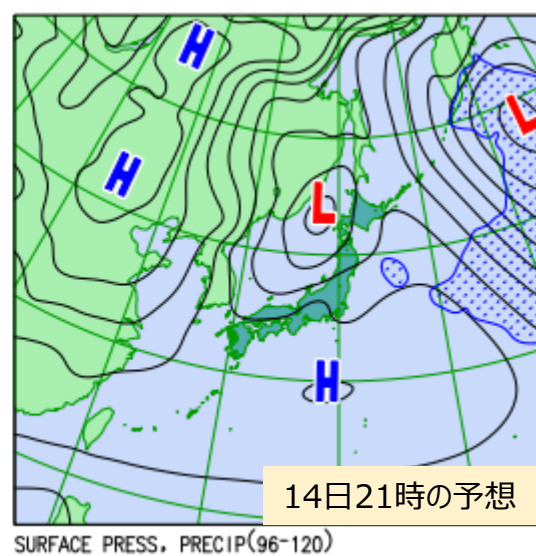 H
L
H
L
H
14日21時の予想
SURFACE PRESS, PRECIP(96-120)